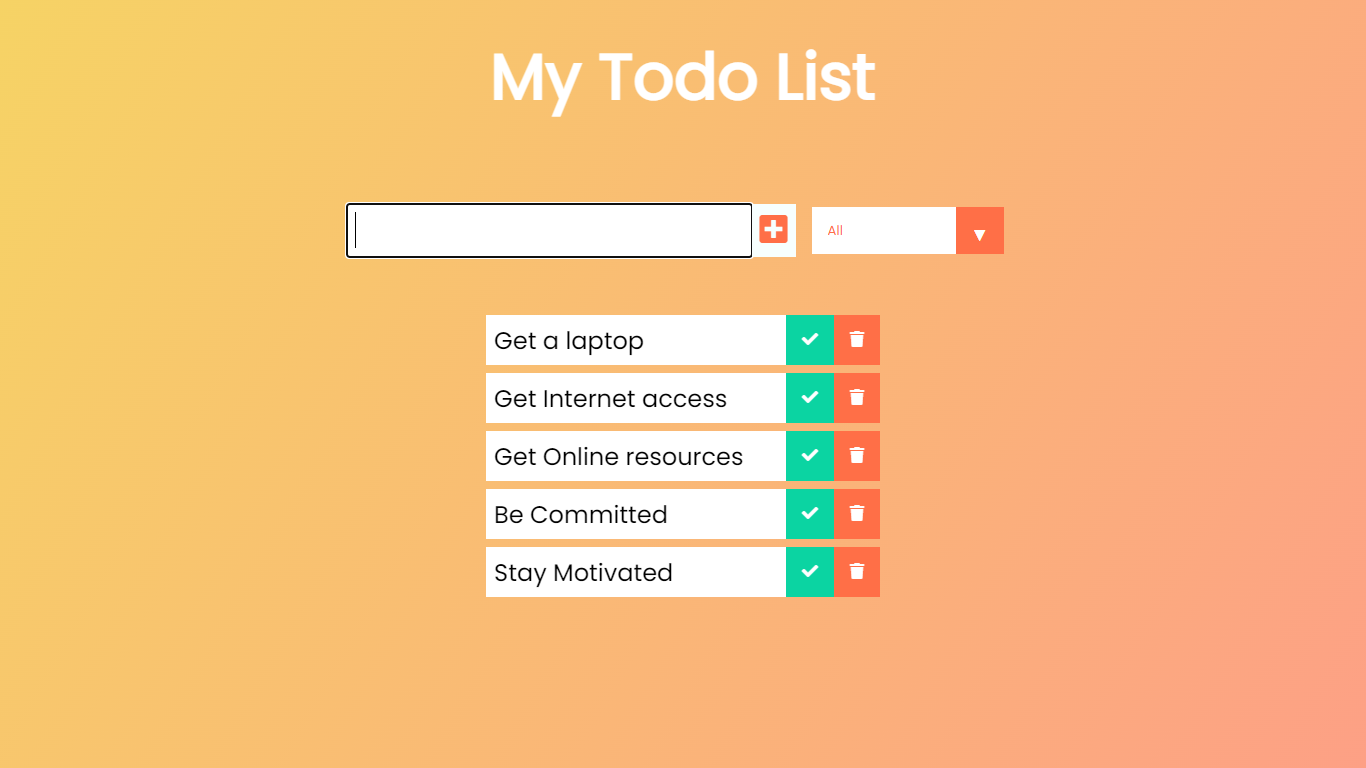 My Todo List
All
Get a laptop
Get Internet access
Get Online resources
Be Committed
Stay Motivated